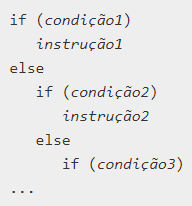 if (condição1)
instrução1
else
if (condição2)
instrução2
else
if (condição3)
...